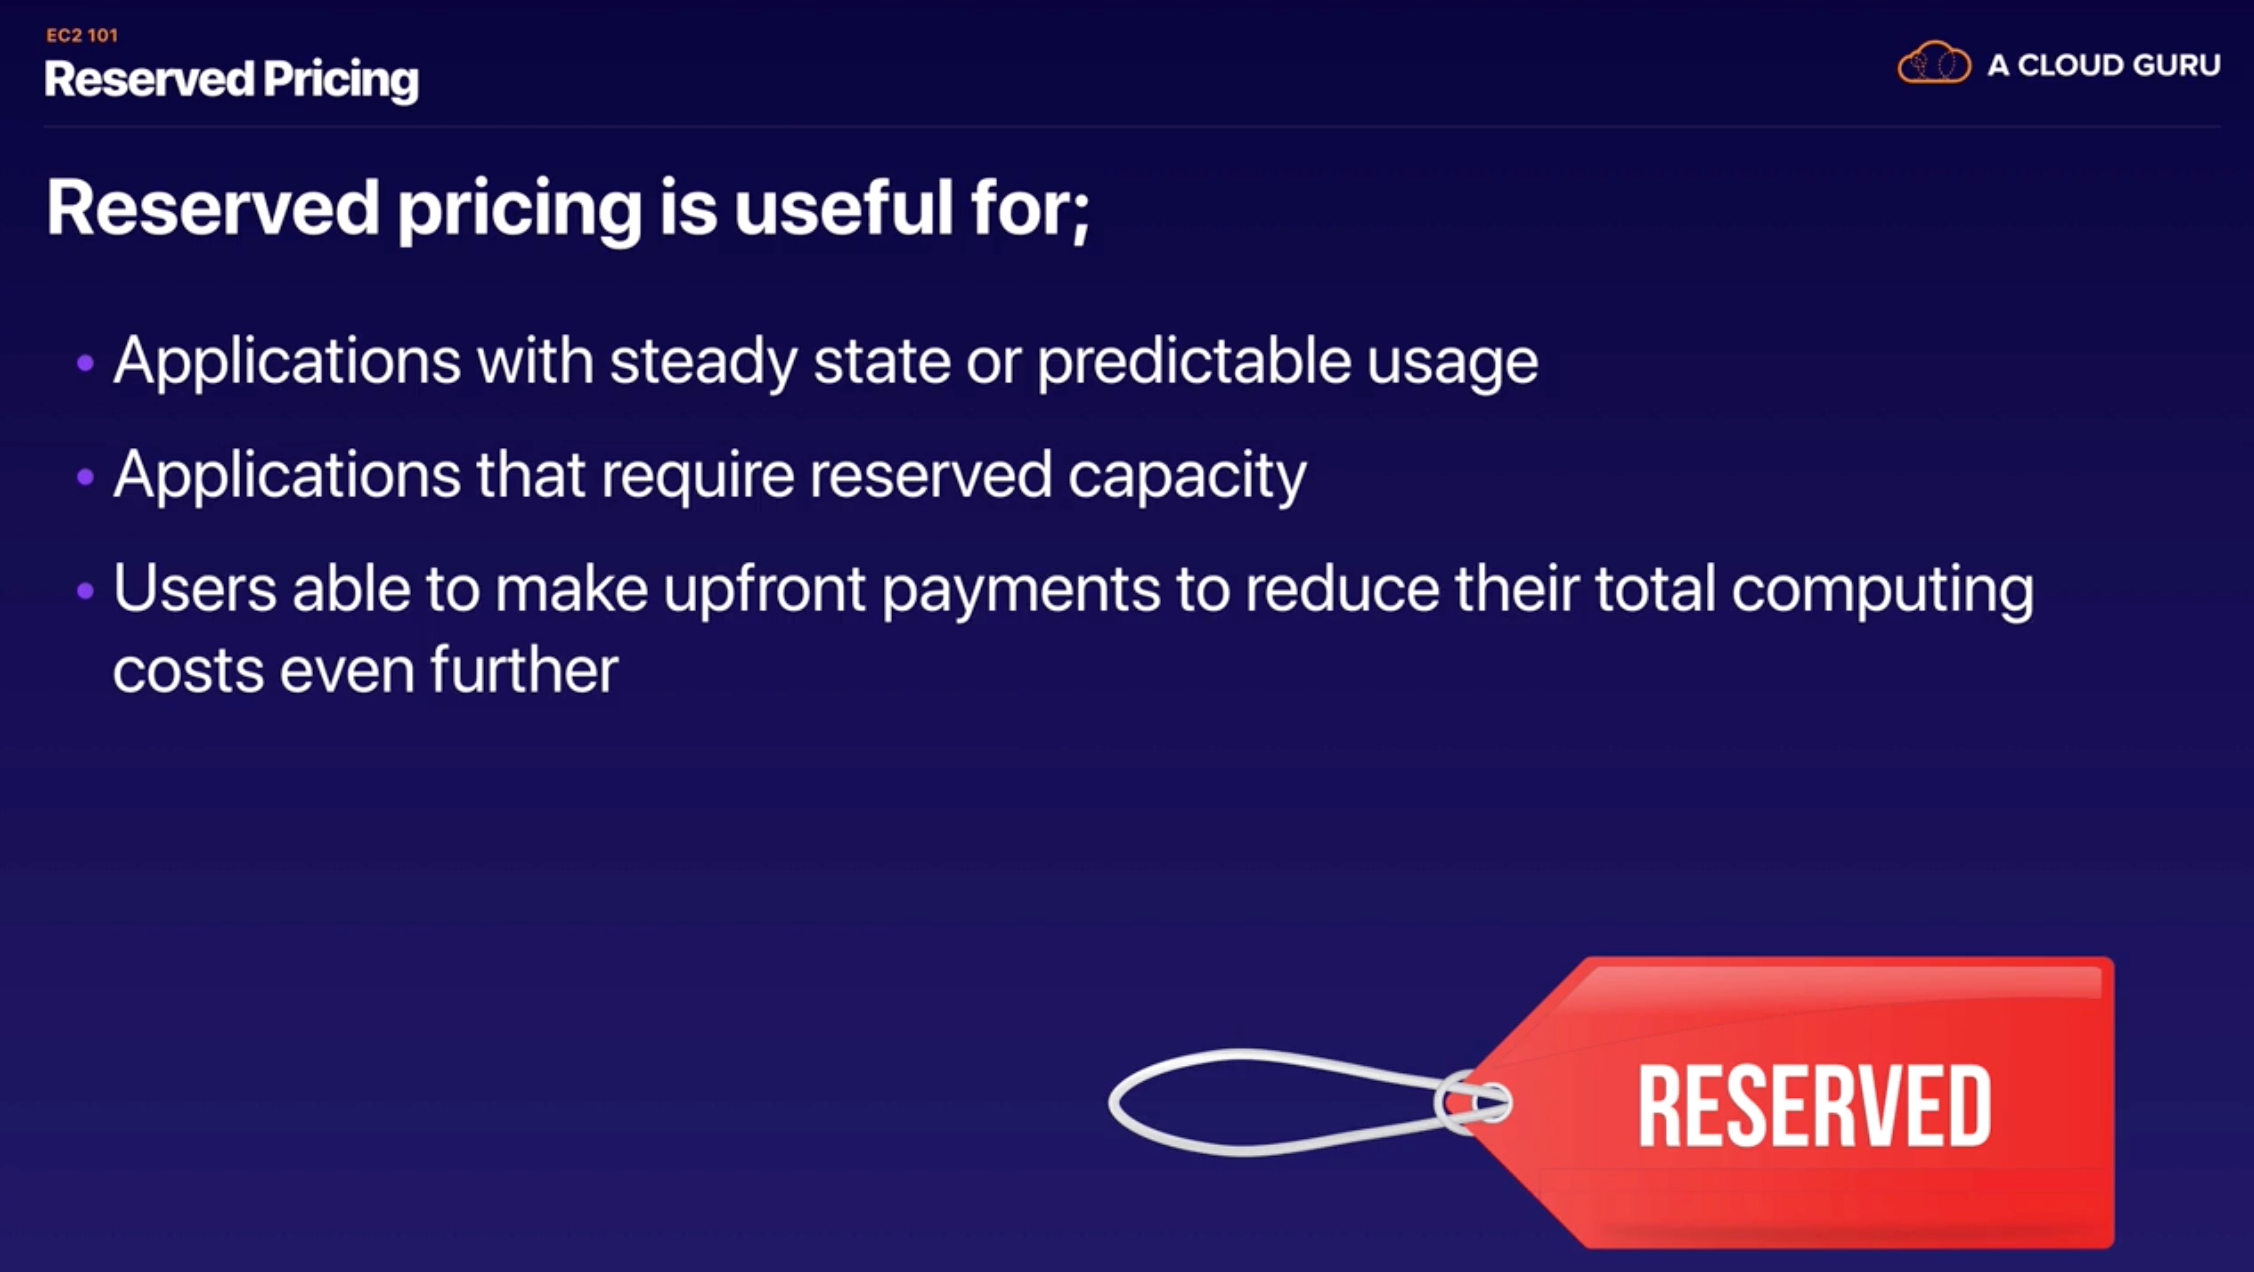 EC2 101
Reserved Pricing
A CLOUD GURU
Reserved pricing is useful for;
• Applications with steady state or predictable usage
• Applications that require reserved capacity
• Users able to make upfront payments to reduce their total computing
costs even further
RESERVED